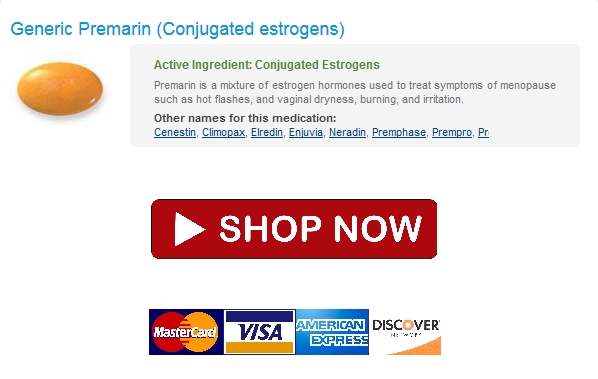 Generic Premarin (Conjugated estrogens)
Active Ingredient: Conjugated Estrogens
Premarin is a mixture of estrogen hormones used to treat symptoms of menopause
such as hot flashes, and vaginal dryness, burning, and irritation.
Other names for this medication:
Cenestin, Climopax, Elredin, Enjuvia, Neradin, Premphase, Prempro, Pr
SHOP NOW
MasterCard VISA AMERICAN EXPRESS DISCOVER NETWORK